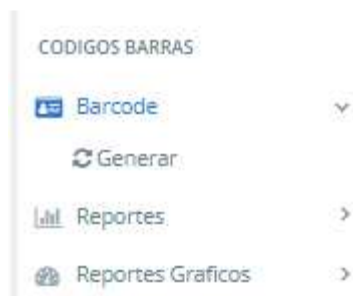 CODIGOS BARRAS
Barcode
Generar
Reportes
Reportes Graficos